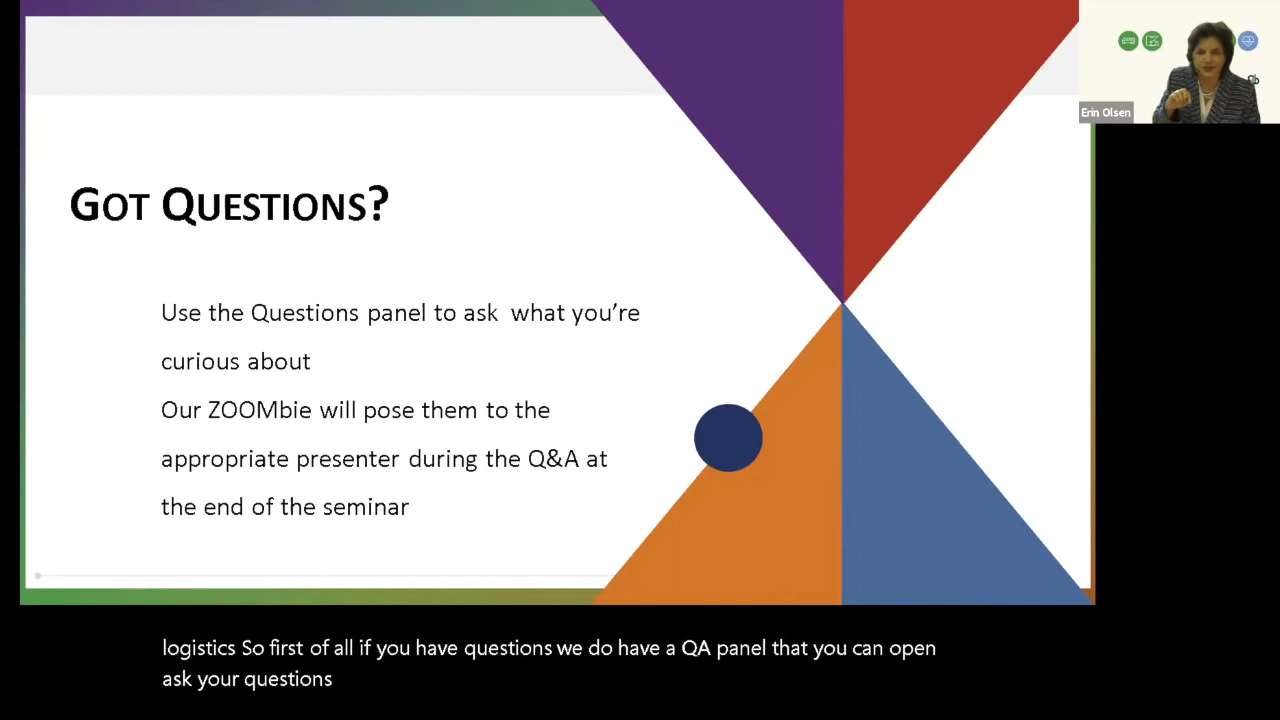 Erin Olsen
GOT QUESTIONS?
Use the Questions panel to ask what you're
curious about
Our ZOOMbie will pose them to the
appropriate presenter during the Q&A at
the end of the seminar
logistics So first of all if you have questions we do have a QA panel that you can open
ask your questions